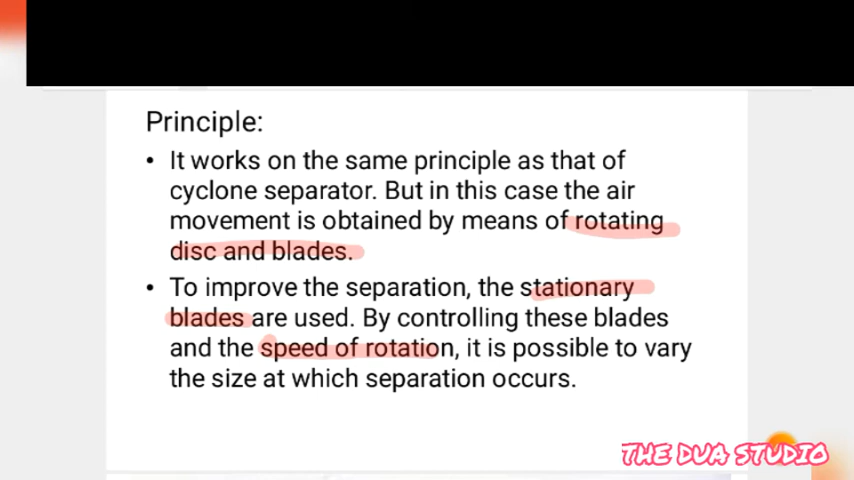 Principle:
• It works on the same principle as that of
cyclone separator. But in this case the air
movement is obtained by means of rotating
disc and blades.
• To improve the separation, the stationary
blades are used. By controlling these blades
and the speed of rotation, it is possible to vary
the size at which separation occurs.
THE DUA STUDIO